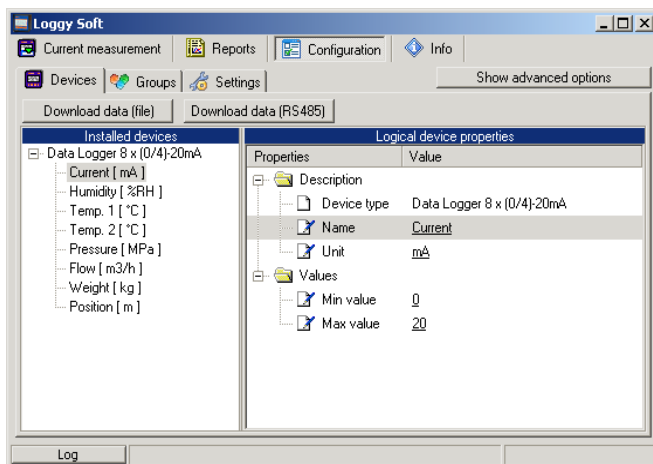 Loggy Soft
Current measurement Reports Configuration Info
Devices Groups Settings Show advanced options
Download data (file) Download data (RS485)
Installed devices
Data Logger 8 x (0/4)-20mA
Current [ mA ]
Humidity [ %RH ]
Temp. 1 [ °C ]
Temp. 2 [ °C ]
Pressure [ MPa ]
Flow [ m3/h ]
Weight [ kg ]
Position [ m ]
Logical device properties
Properties Value
Description
Device type Data Logger 8 x (0/4)-20mA
Name Current
Unit mA
Values
Min value 0
Max value 20
Log